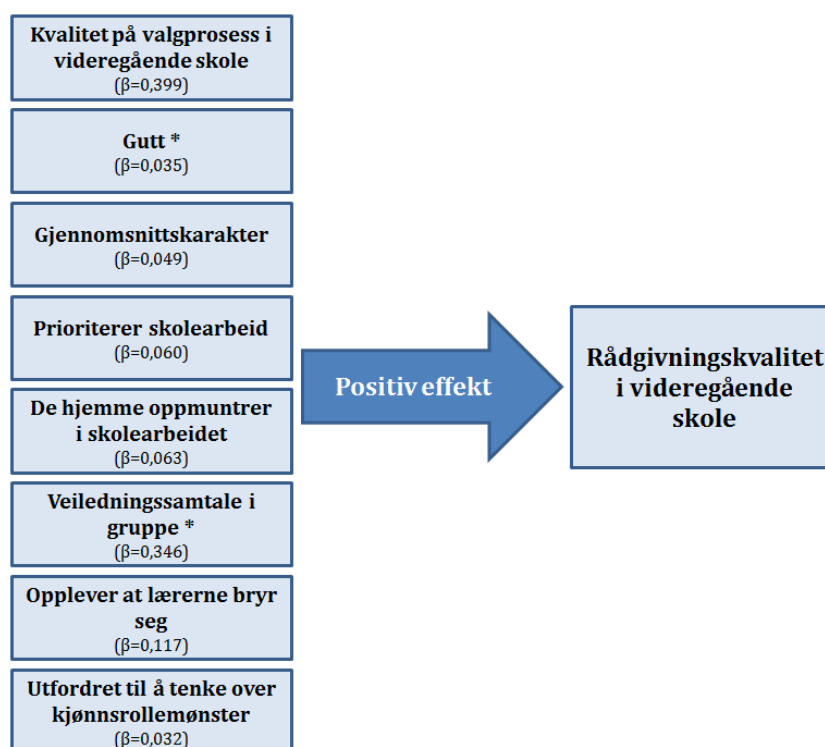 Kvalitet på valgprosess i
videregående skole
(β=0,399)
Gutt *
(β=0,035)
Gjennomsnittskarakter
(β=0,049)
Prioriterer skolearbeid
(β=0,060)
De hjemme oppmuntrer
i skolearbeidet
(β=0,063)
Veiledningssamtale i
gruppe *
(β=0,346)
Opplever at lærerne bryr
seg
(β=0,117)
Utfordret til å tenke over
kjønnsrollemønster
(β=0,032)
Positiv effekt
Rådgivningskvalitet
i videregående
skole